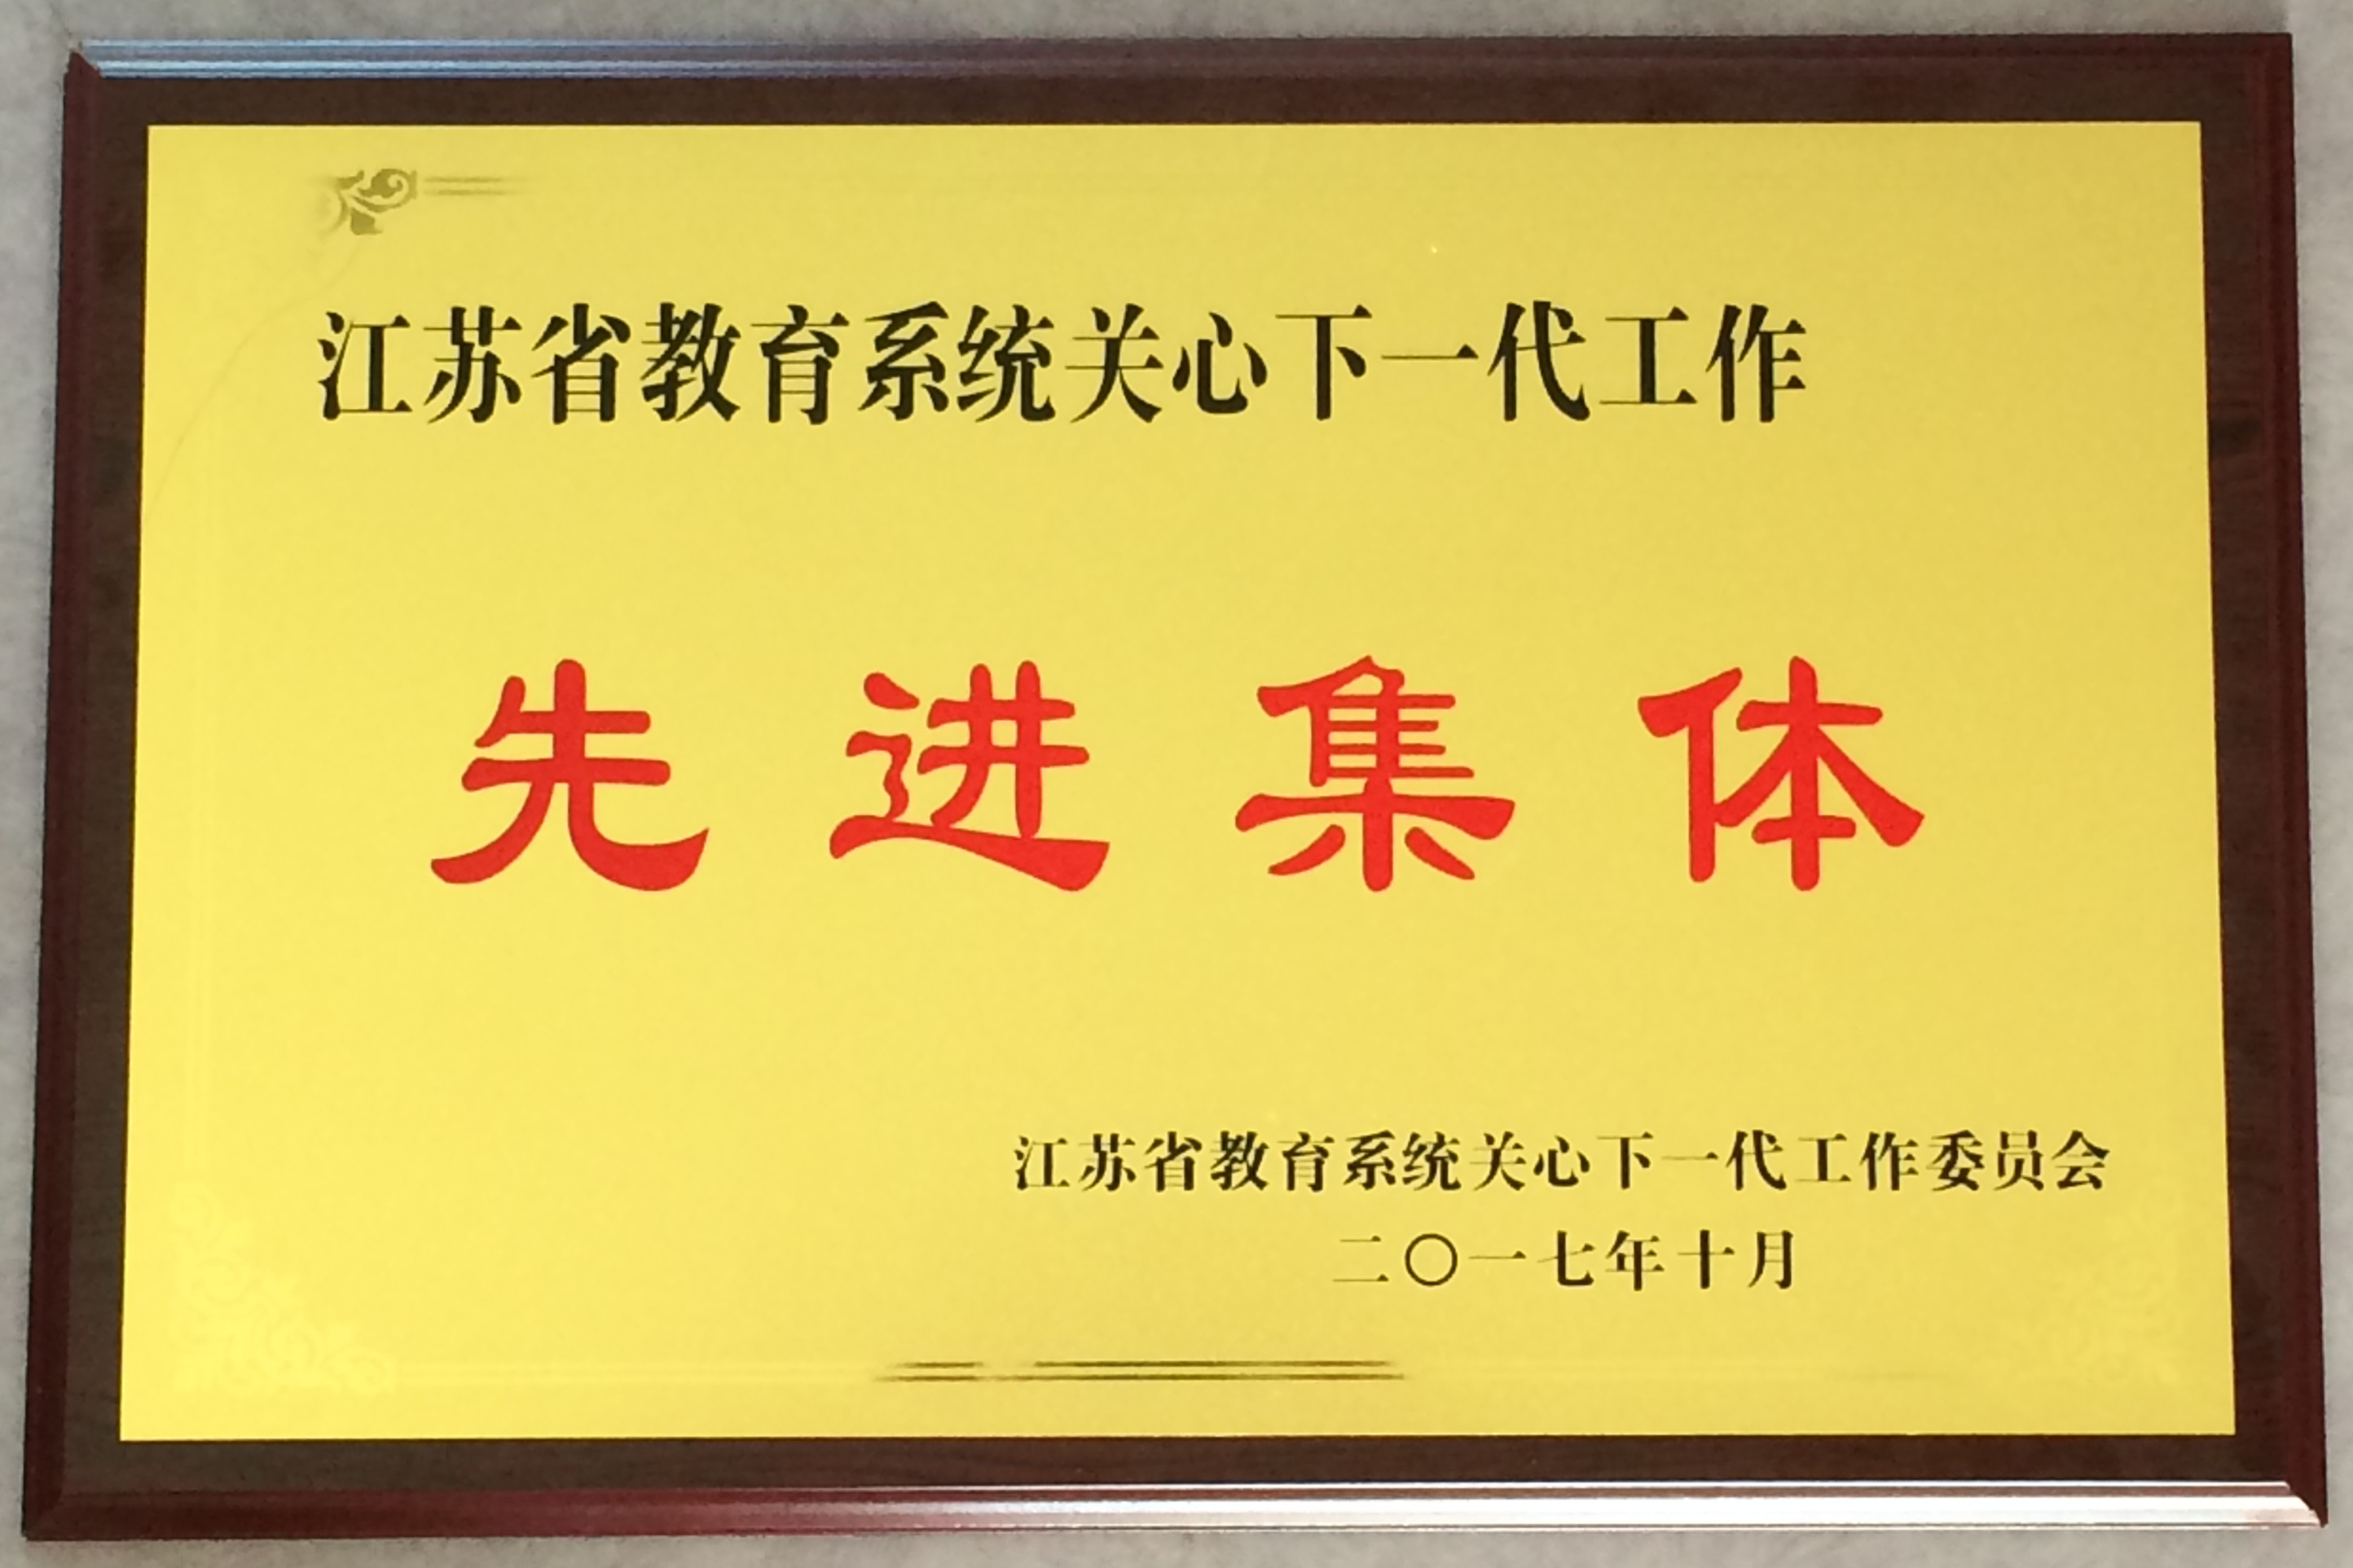 江苏省教育系统关心下一代工作
先进集体
江苏省教育系统关心下一代工作委员会
二〇一七年十月